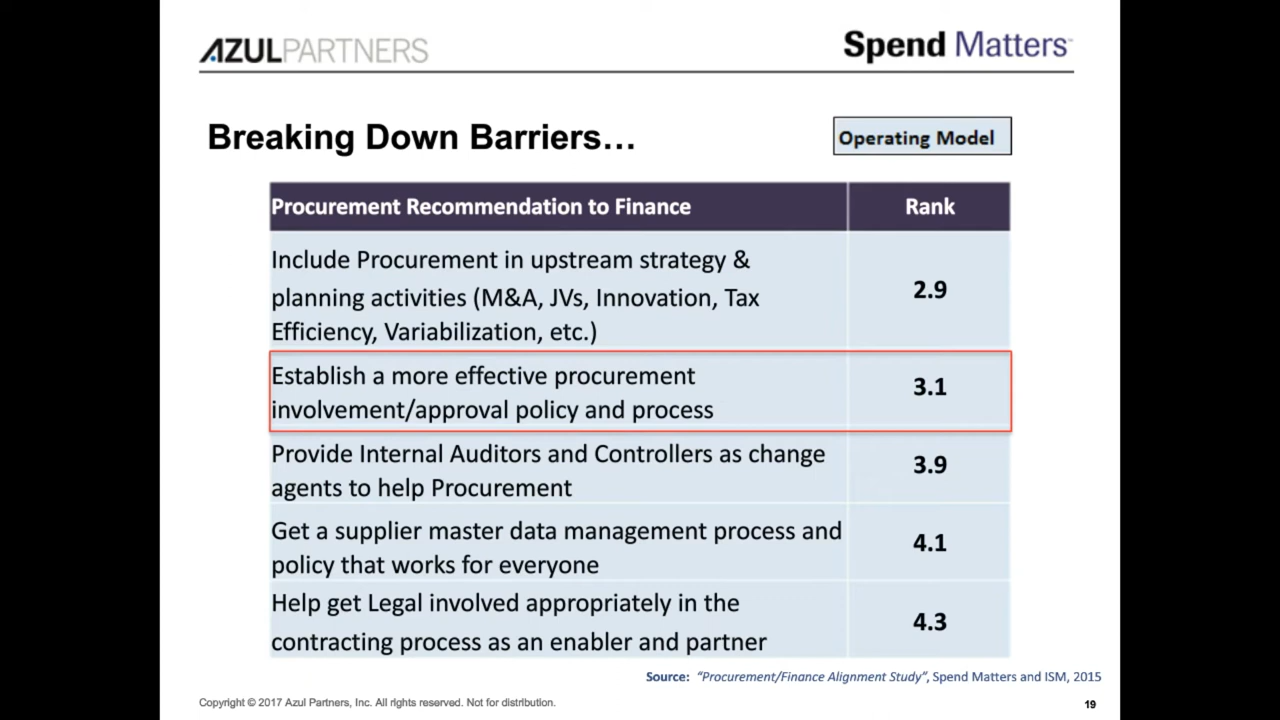 AZULPARTNERS
Spend Matters™
Breaking Down Barriers…
Operating Model
Procurement Recommendation to Finance
Rank
Include Procurement in upstream strategy &
planning activities (M&A, JVs, Innovation, Tax
Efficiency, Variabilization, etc.)
2.9
Establish a more effective procurement
involvement/approval policy and process
3.1
Provide Internal Auditors and Controllers as change
agents to help Procurement
3.9
Get a supplier master data management process and
policy that works for everyone
4.1
Help get Legal involved appropriately in the
contracting process as an enabler and partner
4.3
Source: “Procurement/Finance Alignment Study”, Spend Matters and ISM, 2015
Copyright © 2017 Azul Partners, Inc. All rights reserved. Not for distribution.
19